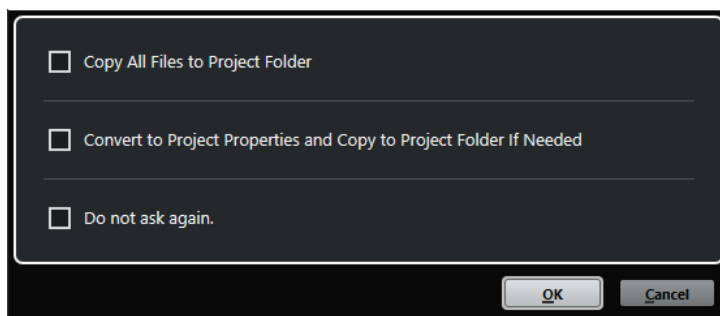 Copy All Files to Project Folder
Convert to Project Properties and Copy to Project Folder If Needed
Do not ask again.
OK
Cancel